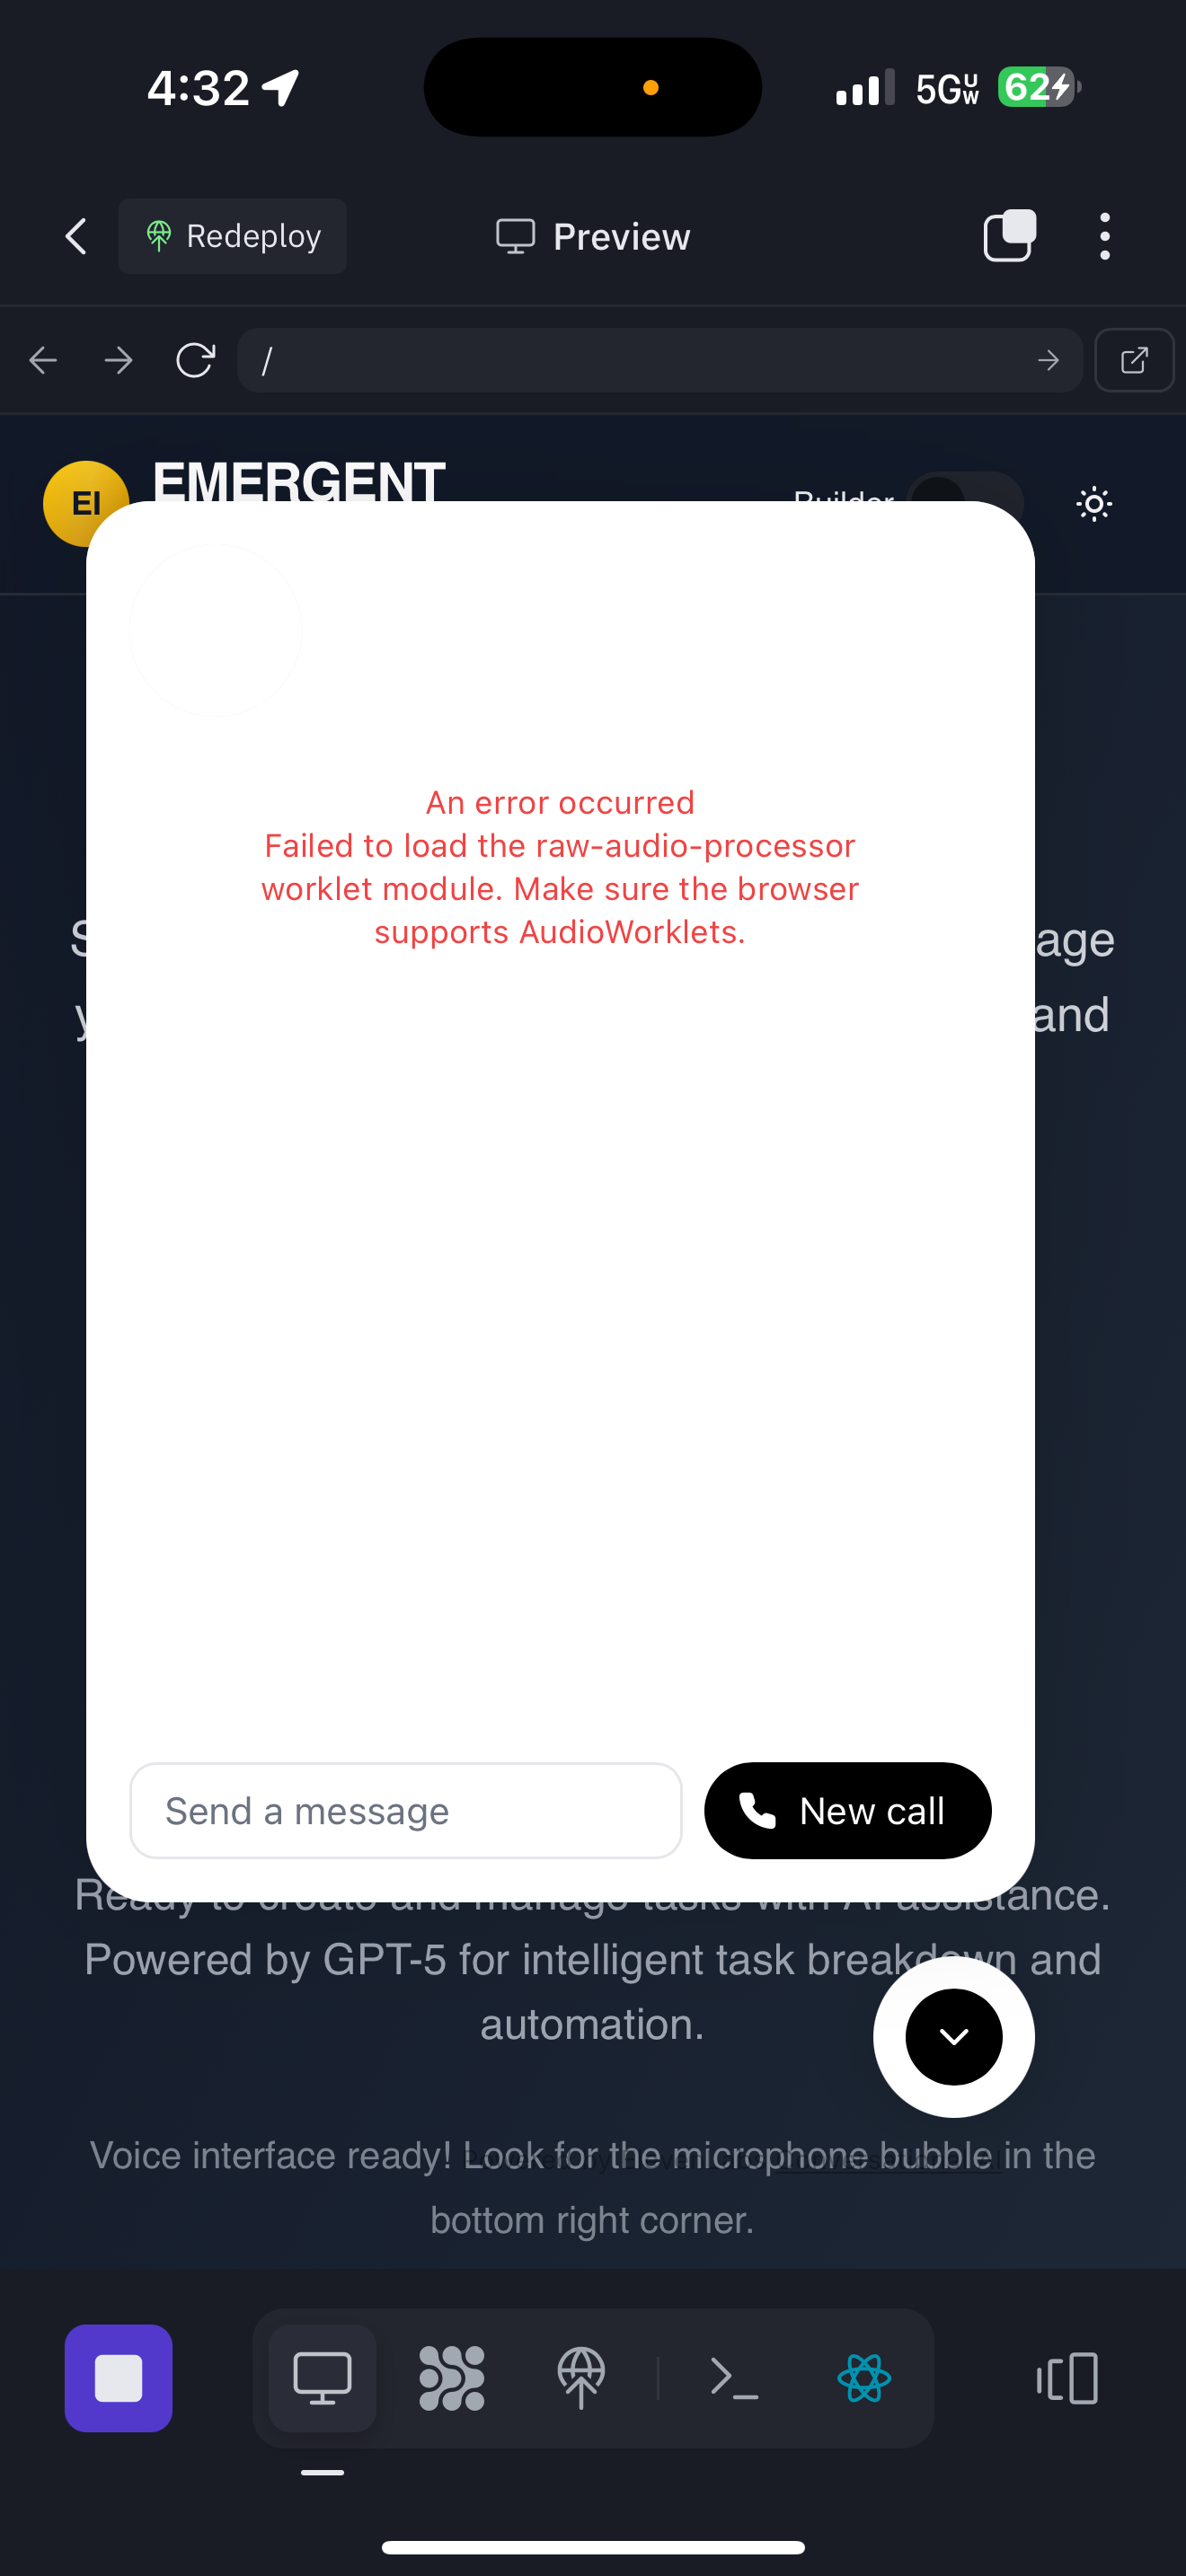 4:32
5G UW
62
Redeploy
Preview
/
EI
EMERGENT
Builder
An error occurred
Failed to load the raw-audio-processor
worklet module. Make sure the browser
supports AudioWorklets.
age
and
Send a message
New call
Ready to create and manage tasks with AI assistance.
Powered by GPT-5 for intelligent task breakdown and
automation.
Voice interface ready! Look for the microphone bubble in the
bottom right corner.